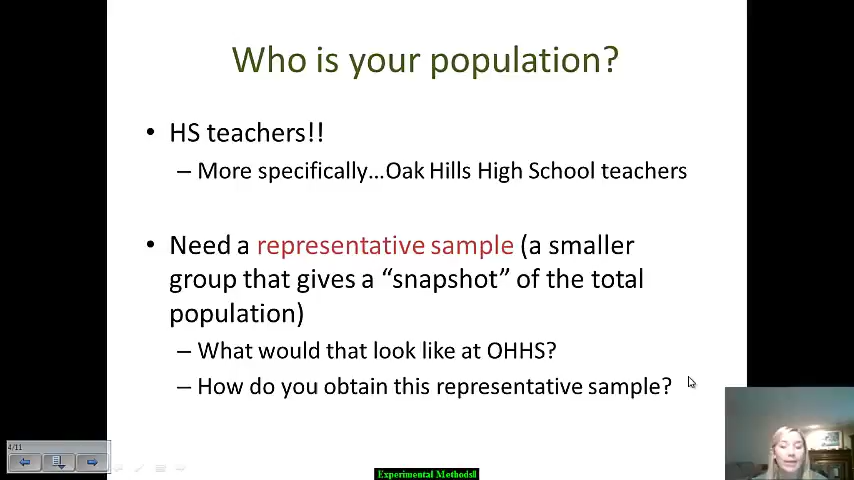 Who is your population?
• HS teachers!!
– More specifically…Oak Hills High School teachers
• Need a representative sample (a smaller
group that gives a “snapshot” of the total
population)
– What would that look like at OHHS?
– How do you obtain this representative sample?
4/11
Experimental Methods